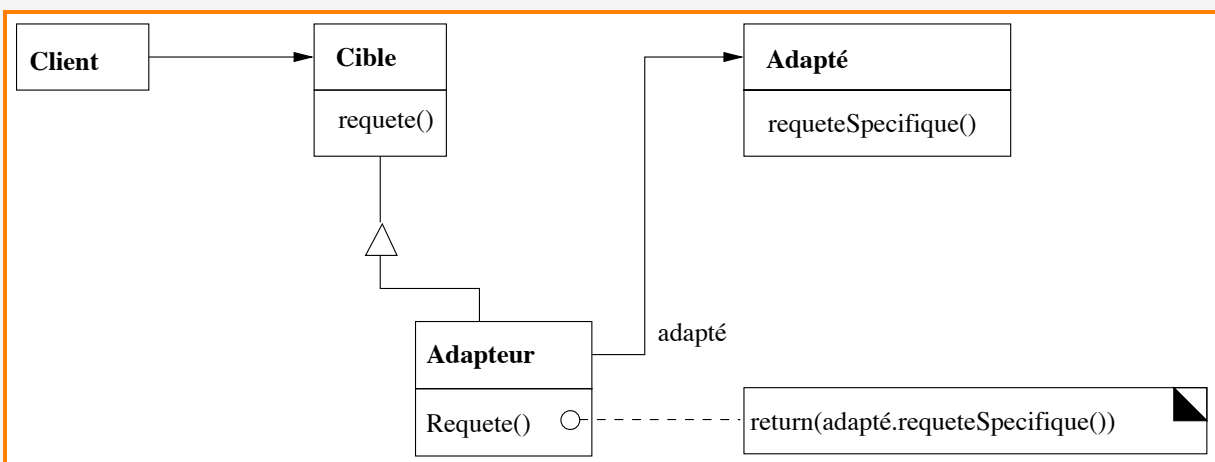 Client
Cible
requete()
Adapté
requeteSpecifique()
adapté
Adapteur
Requete()
return(adapté.requeteSpecifique())